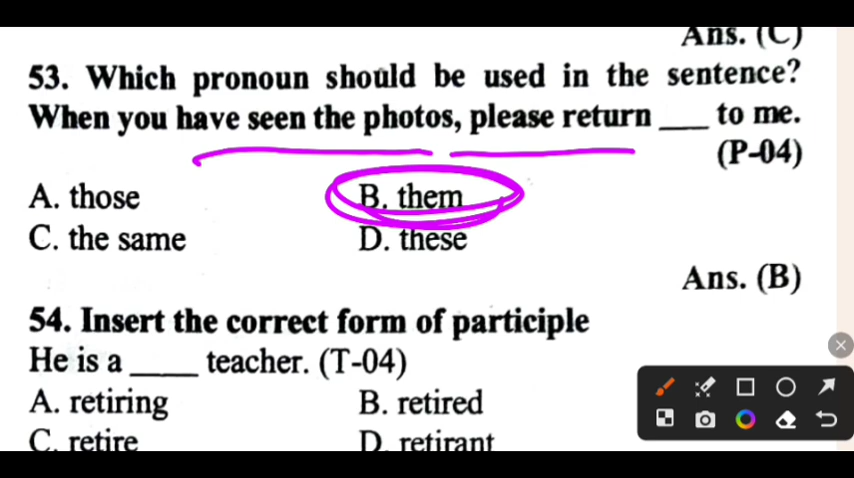 Ans. (C)
53. Which pronoun should be used in the sentence?
When you have seen the photos, please return ___ to me.
(P-04)
A. those B. them
C. the same D. these
Ans. (B)
54. Insert the correct form of participle
He is a ____ teacher. (T-04)
A. retiring B. retired
C. retire D. retirant